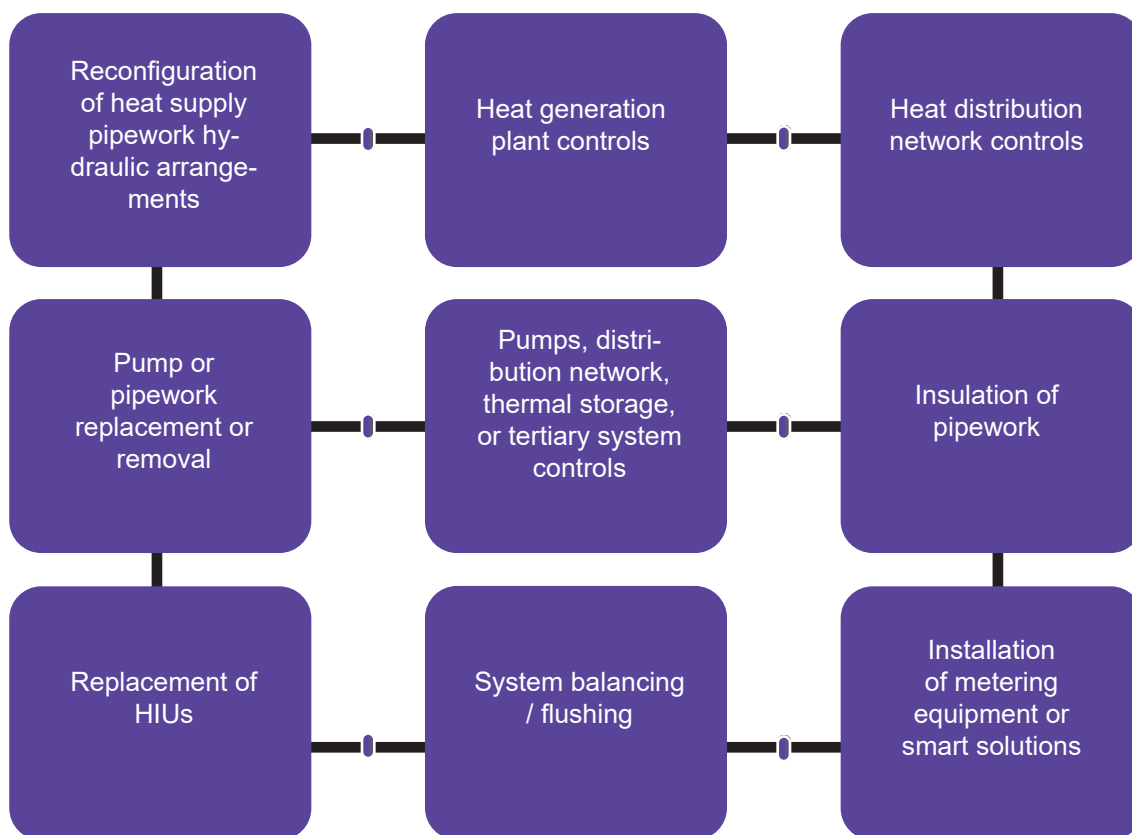 Reconfiguration
of heat supply
pipework hy-
draulic arrange-
ments
Heat generation
plant controls
Heat distribution
network controls
Pump or
pipework
replacement or
removal
Pumps, distri-
bution network,
thermal storage,
or tertiary system
controls
Insulation of
pipework
Replacement of
HIUs
System balancing
/ flushing
Installation
of metering
equipment or
smart solutions